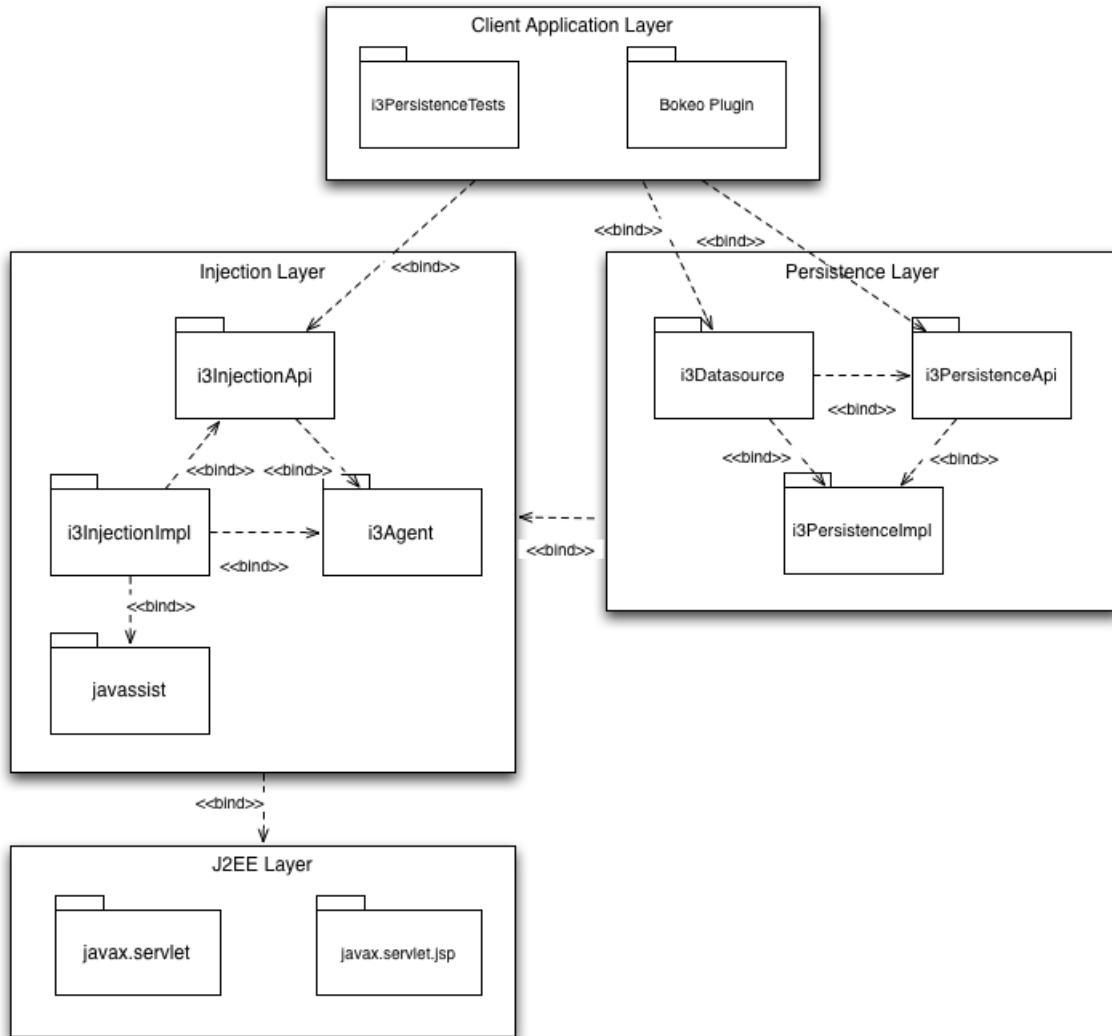 Client Application Layer
i3PersistenceTests
Bokeo Plugin
<<bind>>
<<bind>>
<<bind>>
Injection Layer
Persistence Layer
i3InjectionApi
i3Datasource
i3PersistenceApi
<<bind>>
<<bind>>
<<bind>>
<<bind>>
<<bind>>
i3InjectionImpl
i3Agent
i3PersistenceImpl
<<bind>>
<<bind>>
<<bind>>
javassist
<<bind>>
J2EE Layer
javax.servlet
javax.servlet.jsp